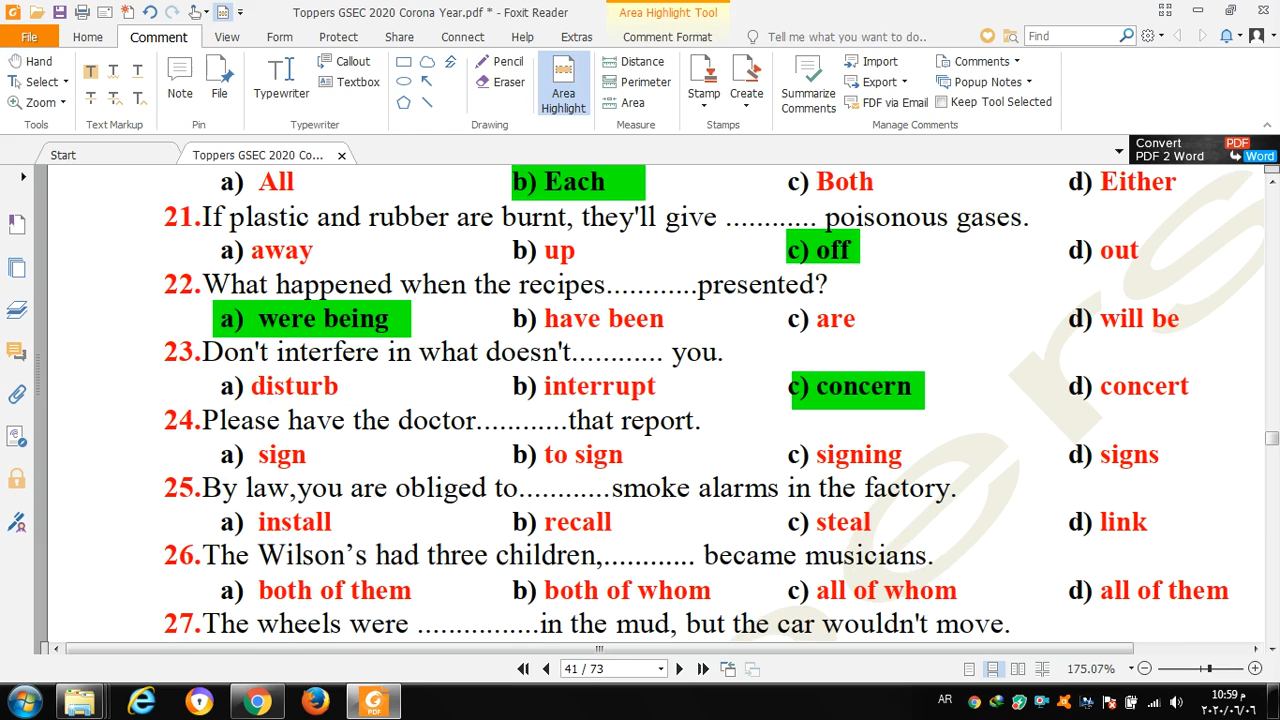 Toppers GSEC 2020 Corona Year.pdf * - Foxit Reader
Area Highlight Tool
File Home Comment View Form Protect Share Connect Help Extras Comment Format Tell me what you want to do.. Find
Hand
Select
Zoom
Tools
Text Markup
Note
File
Pin
Typewriter
Callout
Textbox
Typewriter
Pencil
Eraser
Drawing
Area Highlight
Distance
Perimeter
Area
Measure
Stamp
Create
Stamps
Summarize Comments
Import
Export
FDF via Email
Comments
Popup Notes
Keep Tool Selected
Manage Comments
Start
Toppers GSEC 2020 Co...
Convert PDF
PDF 2 Word Word
a) All b) Each c) Both d) Either
21.If plastic and rubber are burnt, they'll give ............ poisonous gases.
a) away b) up c) off d) out
22.What happened when the recipes............presented?
a) were being b) have been c) are d) will be
23.Don't interfere in what doesn't............ you.
a) disturb b) interrupt c) concern d) concert
24.Please have the doctor............that report.
a) sign b) to sign c) signing d) signs
25.By law,you are obliged to............smoke alarms in the factory.
a) install b) recall c) steal d) link
26.The Wilson’s had three children,............ became musicians.
a) both of them b) both of whom c) all of whom d) all of them
27.The wheels were ................in the mud, but the car wouldn't move.
ers
41 / 73
175.07%
PDF
AR
10:59 م
٢٠٢٠/٠٦/٠٦